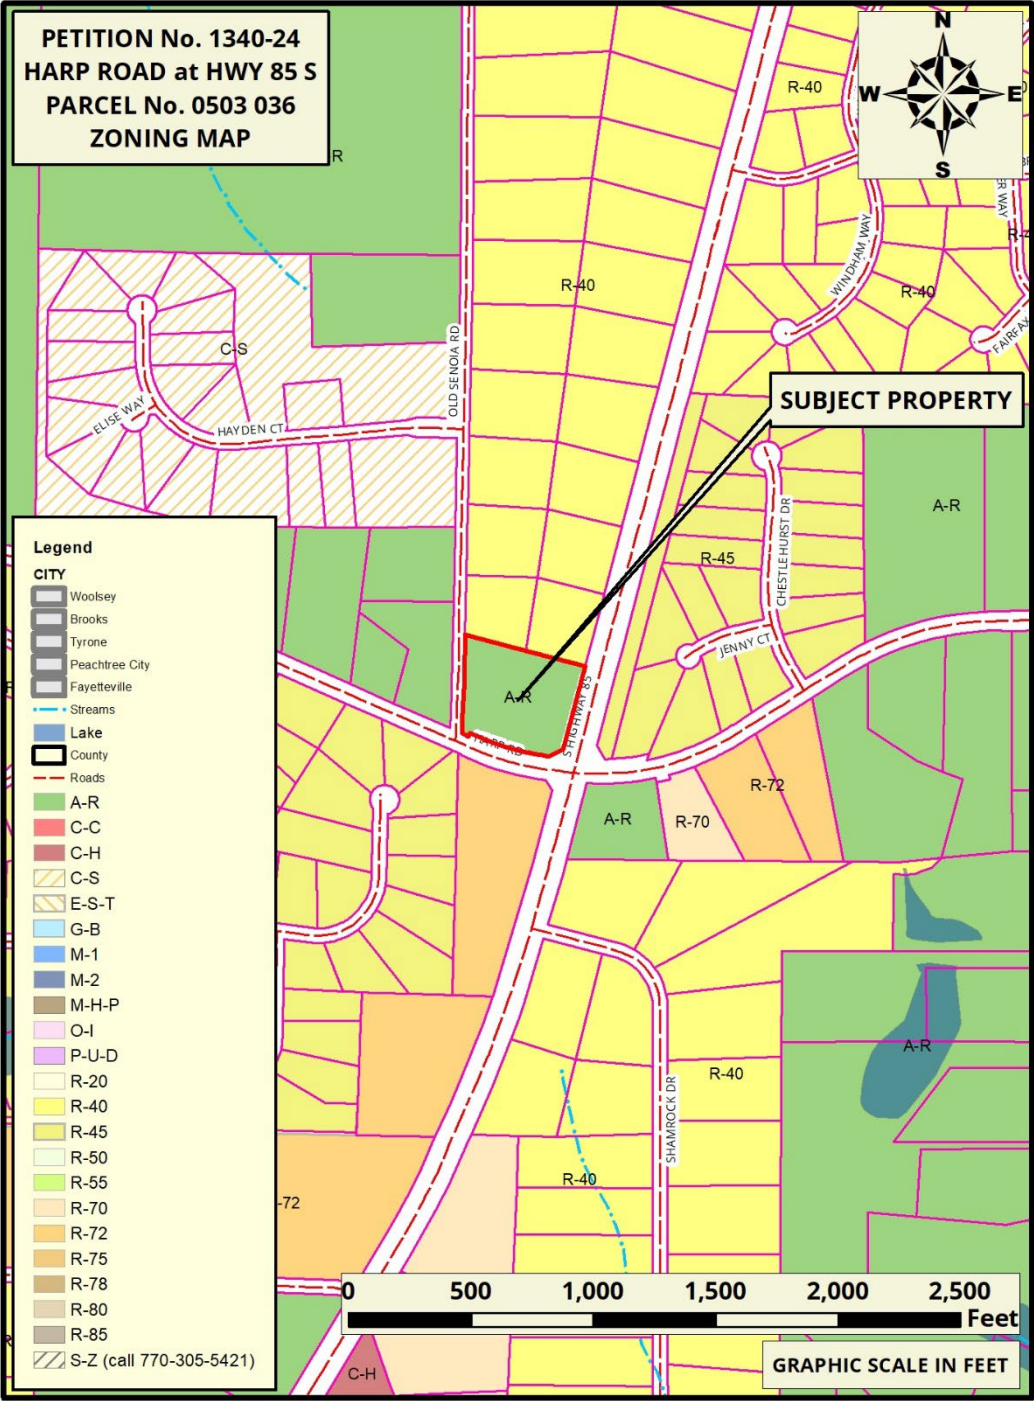 PETITION No. 1340-24
HARP ROAD at HWY 85 S
PARCEL No. 0503 036
ZONING MAP
N
W
E
S
R
R-40
WINDHAM WAY
R-40
R-40
FAIRFAX
OLD SENOIA RD
C-S
ELISE WAY
HAYDEN CT
SUBJECT PROPERTY
A-R
R-45
CHESTLEHURST DR
JENNY CT
A-R
S HIGHWAY 85
HARP RD
R-72
A-R
R-70
A-R
R-40
SHAMROCK DR
R-40
-72
C-H
Legend
CITY
Woolsey
Brooks
Tyrone
Peachtree City
Fayetteville
Streams
Lake
County
Roads
A-R
C-C
C-H
C-S
E-S-T
G-B
M-1
M-2
M-H-P
O-I
P-U-D
R-20
R-40
R-45
R-50
R-55
R-70
R-72
R-75
R-78
R-80
R-85
S-Z (call 770-305-5421)
0 500 1,000 1,500 2,000 2,500
Feet
GRAPHIC SCALE IN FEET